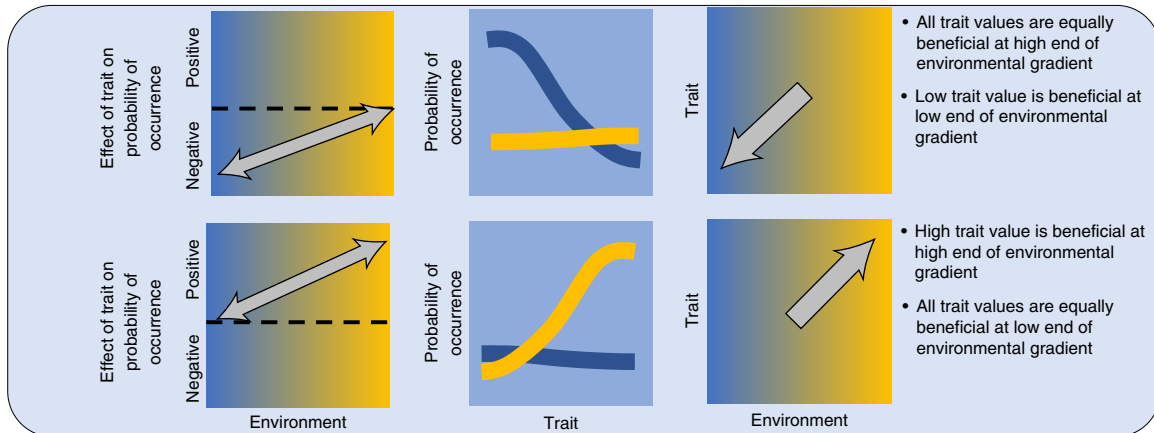 Effect of trait on
probability of
occurrence
Negative
Positive
Probability of
occurrence
Trait
• All trait values are equally
beneficial at high end of
environmental gradient
• Low trait value is beneficial at
low end of environmental
gradient
Effect of trait on
probability of
occurrence
Negative
Positive
Environment
Probability of
occurrence
Trait
Trait
Environment
• High trait value is beneficial at
high end of environmental
gradient
• All trait values are equally
beneficial at low end of
environmental gradient